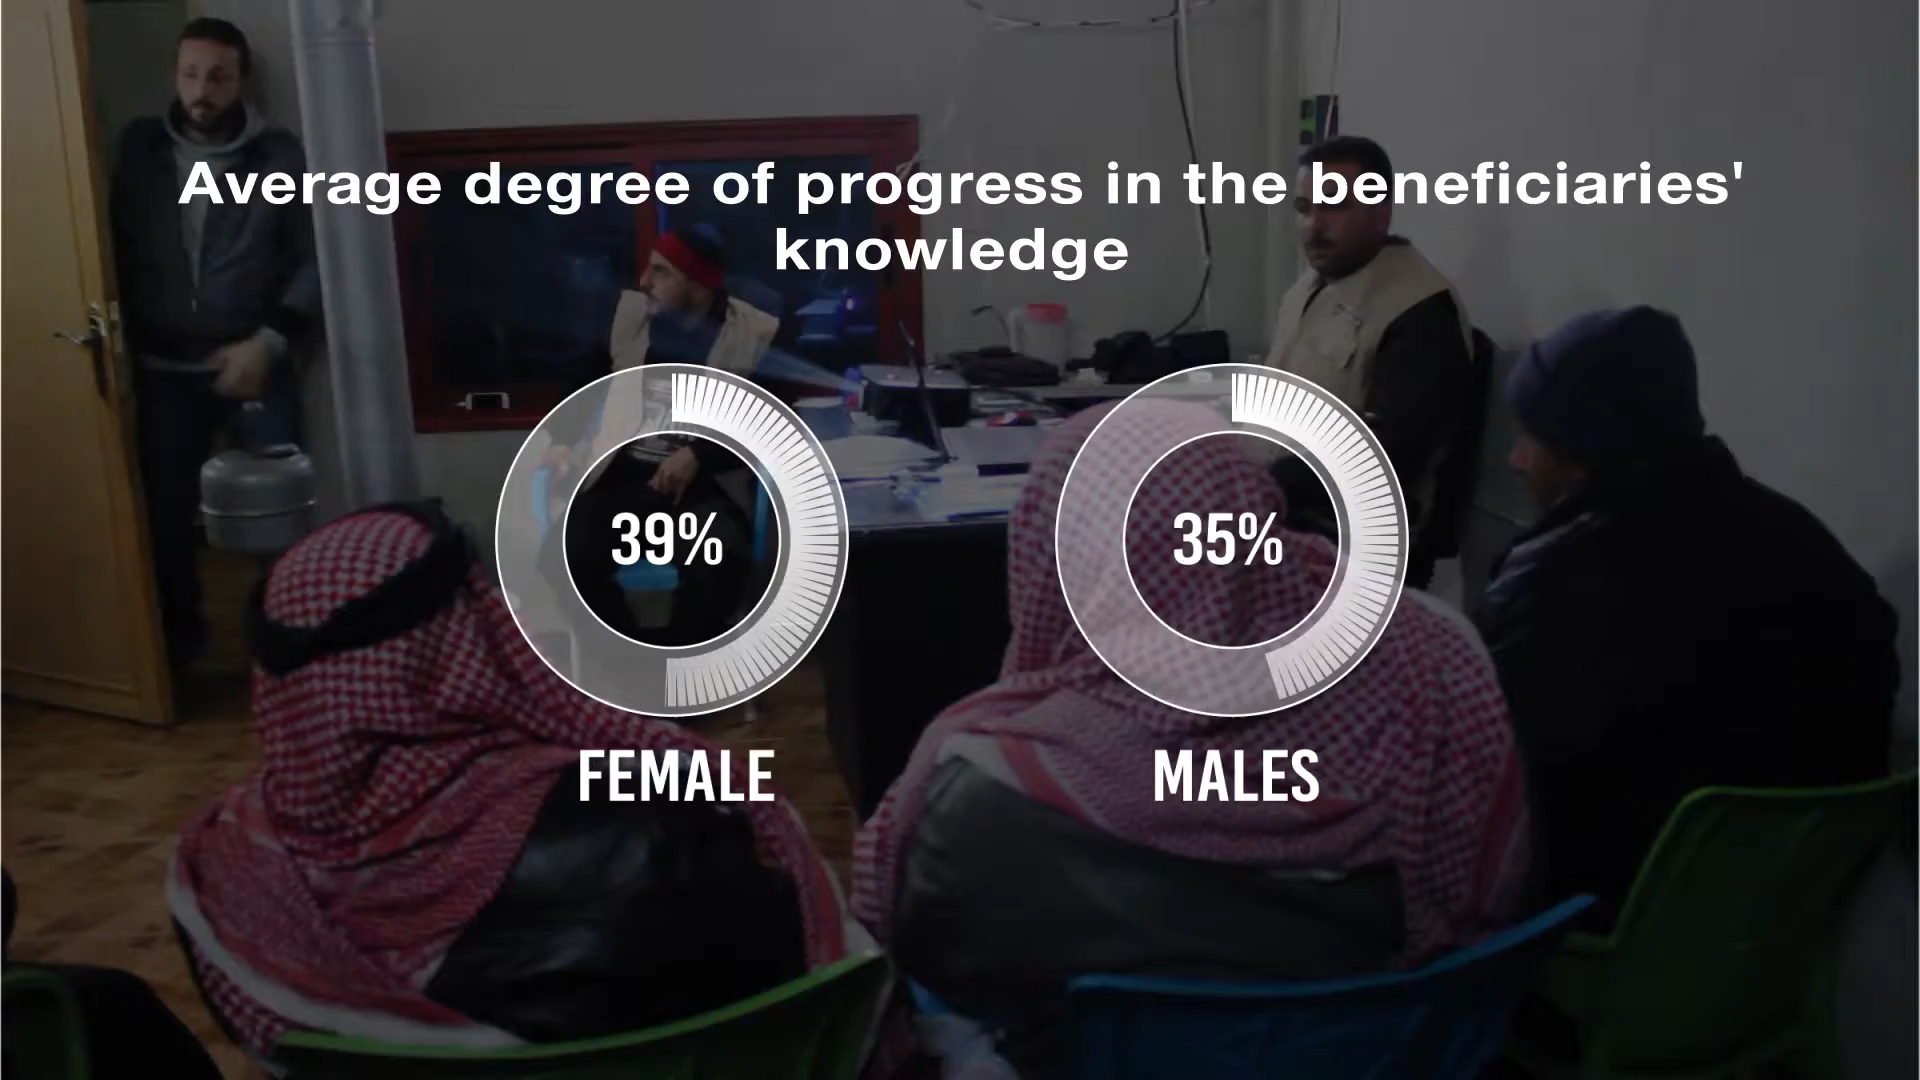 Average degree of progress in the beneficiaries'
knowledge
39%
35%
FEMALE
MALES